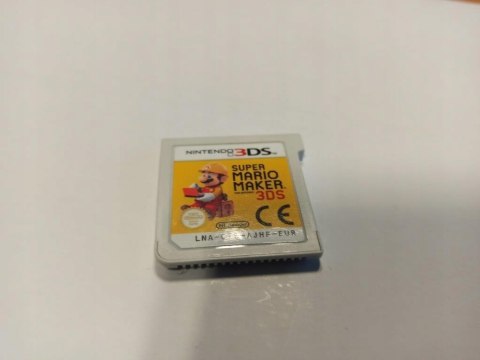 NINTENDO 3DS
SUPER
MARIO
MAKER
3DS
CE